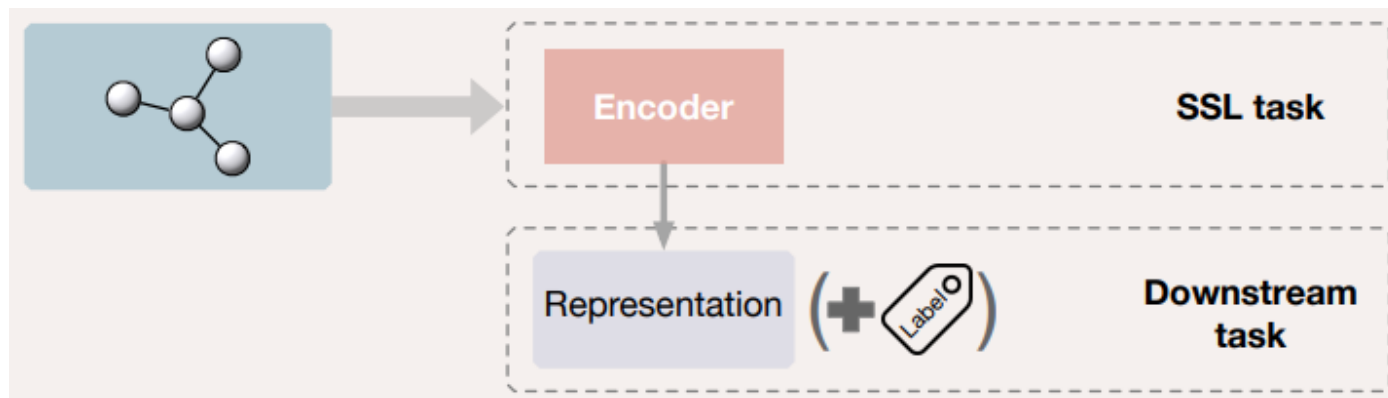 Encoder
SSL task
Representation
Label
Downstream
task